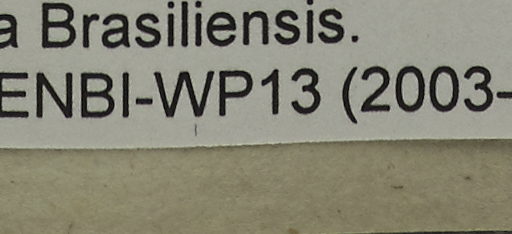 a Brasiliensis.
ENBI-WP13 (2003-